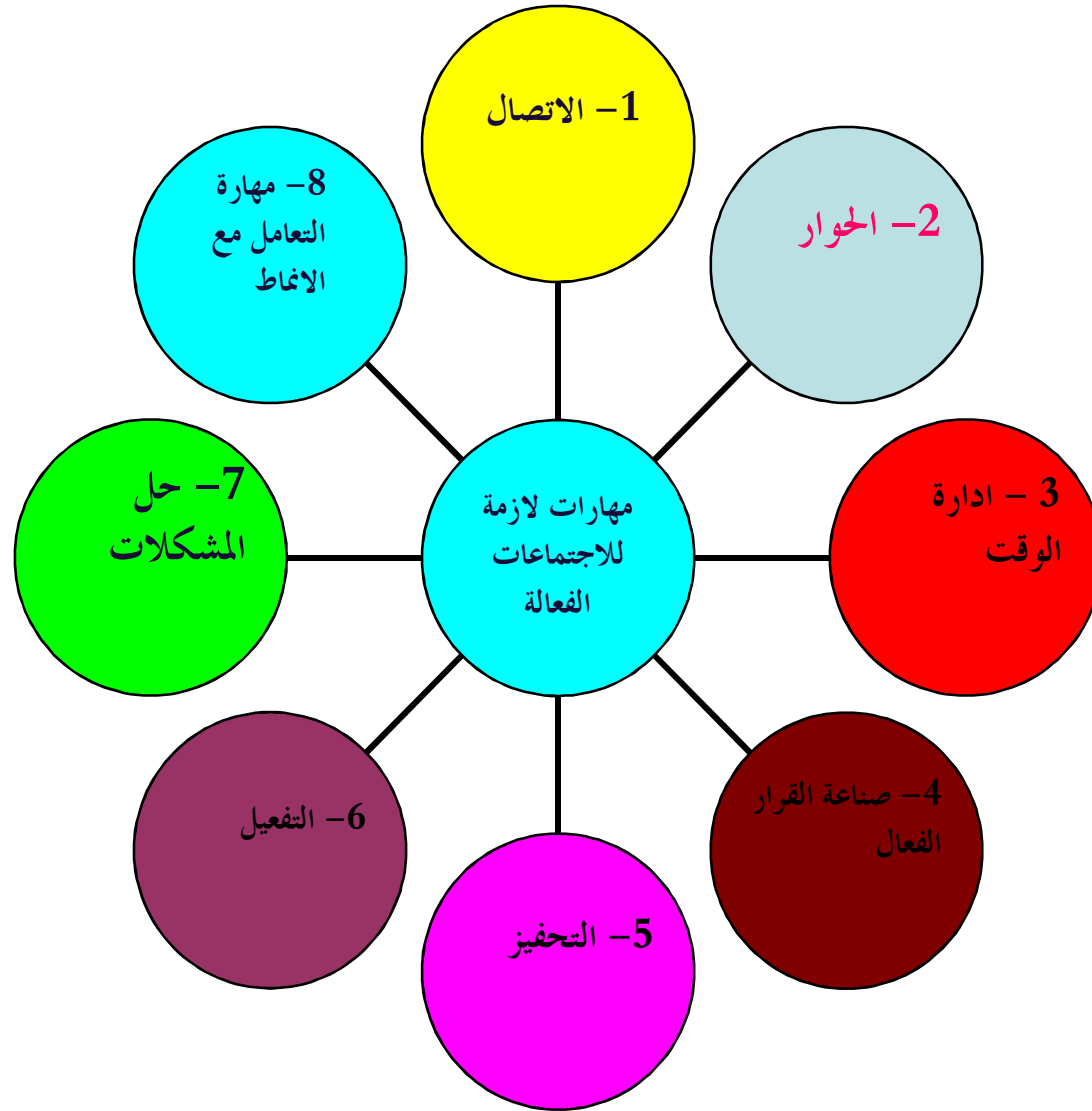 مهارات لازمة
للاجتماعات
الفعالة
1- الاتصال
2- الحوار
3 - ادارة
الوقت
4- صناعة القرار
الفعال
5- التحفيز
6- التفعيل
7- حل
المشكلات
8- مهارة
التعامل مع
الانماط